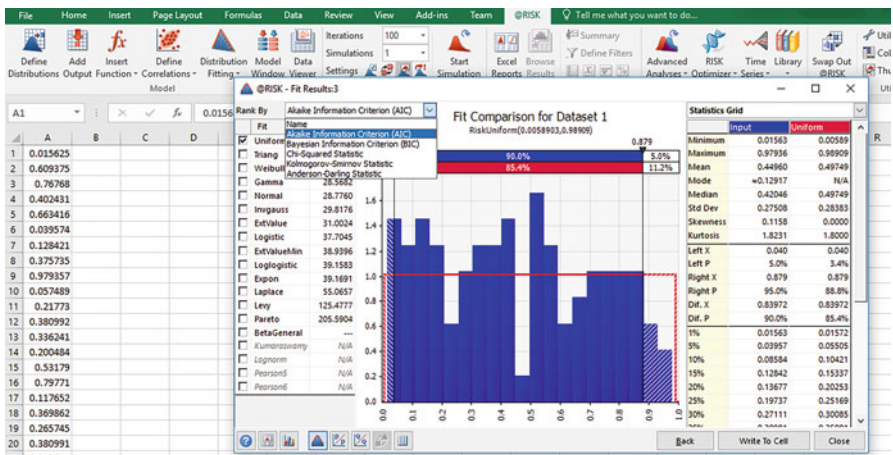 File Home Insert Page Layout Formulas Data Review View Add-ins Team @RISK Tell me what you want to do...
Define Distributions
Add Output
Insert Function
Define Correlations
Distribution Fitting
Model Window
Data Viewer
Iterations 100
Simulations 1
Settings
Start Simulation
Excel Reports
Browse Results
Summary
Define Filters
Advanced Analyses
RISK Optimizer
Time Series
Library
Swap Out @RISK
Util
Col
Thu
Model
Uti
A1 fx 0.0156
A B C D R
1 0.015625
2 0.609375
3 0.76768
4 0.402431
5 0.663416
6 0.039574
7 0.128421
8 0.375735
9 0.979357
10 0.057489
11 0.21773
12 0.380992
13 0.336241
14 0.200484
15 0.53179
16 0.79771
17 0.117652
18 0.369862
19 0.265745
20 0.380991
@RISK - Fit Results:3
Rank By Akaike Information Criterion (AIC)
Name
Akaike Information Criterion (AIC)
Bayesian Information Criterion (BIC)
Chi-Squared Statistic
Kolmogorov-Smirnov Statistic
Anderson-Darling Statistic
Fit
Uniform
Triang
Weibull
Gamma 28.5682
Normal 28.7760
Invgauss 29.8176
ExtValue 31.0024
Logistic 37.7045
ExtValueMin 38.9396
Loglogistic 39.1583
Expon 39.1691
Laplace 55.0657
Levy 125.4777
Pareto 205.5904
BetaGeneral ---
Kumaraswamy N/A
Lognorm N/A
Pearson5 N/A
Pearson6 N/A
Fit Comparison for Dataset 1
RiskUniform(0.0058903,0.98909)
0.879
90.0% 5.0%
85.4% 11.2%
1.6
1.4
1.2
1.0
0.8
0.6
0.4
0.2
0.0
0.0 0.1 0.2 0.3 0.4 0.5 0.6 0.7 0.8 0.9 1.0
Statistics Grid
Input Uniform
Minimum 0.01563 0.00589
Maximum 0.97936 0.98909
Mean 0.44960 0.49749
Mode ≈0.12917 N/A
Median 0.42046 0.49749
Std Dev 0.27508 0.28383
Skewness 0.1158 0.0000
Kurtosis 1.8231 1.8000
Left X 0.040 0.040
Left P 5.0% 3.4%
Right X 0.879 0.879
Right P 95.0% 88.8%
Dif. X 0.83972 0.83972
Dif. P 90.0% 85.4%
1% 0.01563 0.01572
5% 0.03957 0.05505
10% 0.08584 0.10421
15% 0.12842 0.15337
20% 0.13677 0.20253
25% 0.19737 0.25169
30% 0.27111 0.30085
Back Write To Cell Close